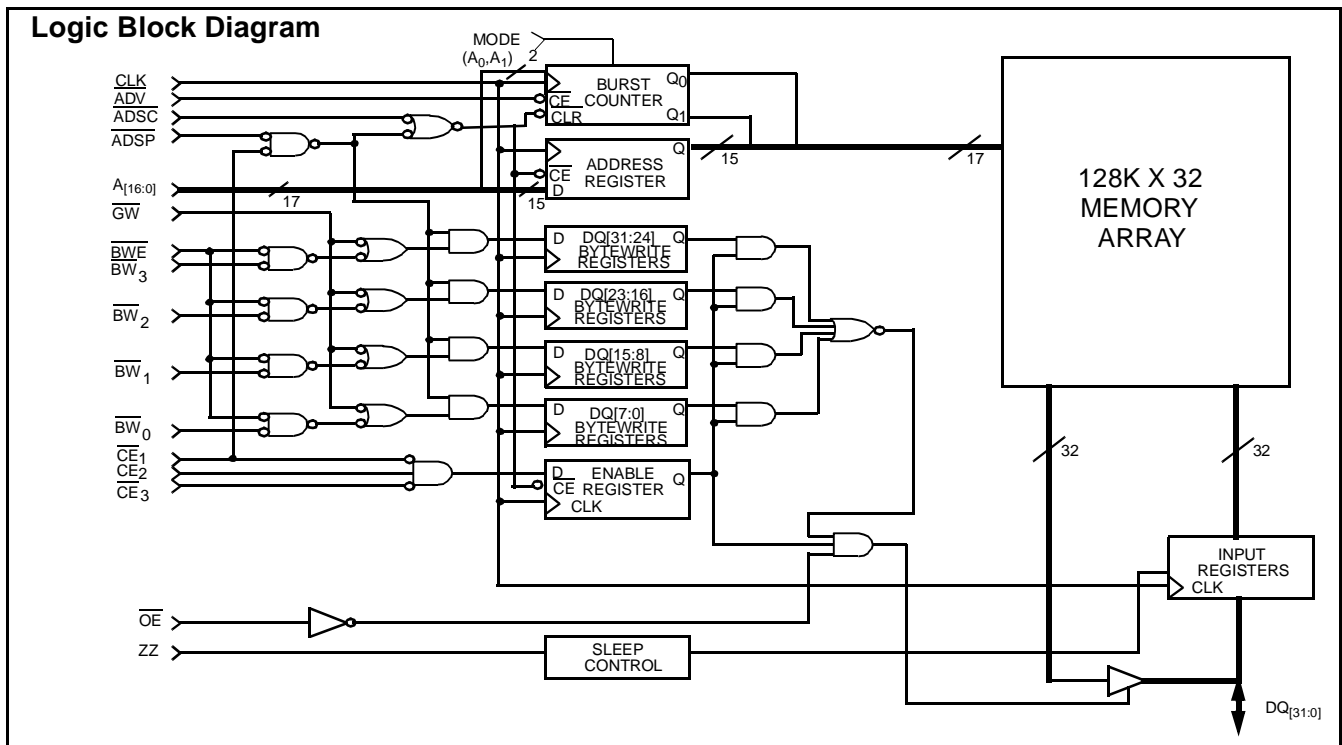 Logic Block Diagram
MODE
(A0,A1)
2
CLK
ADV
ADSC
ADSP
A[16:0]
17
GW
BWE
BW3
BW2
BW1
BW0
CE1
CE2
CE3
OE
ZZ
BURST
COUNTER
Q0
CE
CLR
Q1
ADDRESS
REGISTER
Q
CE
D
15
15
17
D
DQ[31:24]
BYTEWRITE
REGISTERS
Q
D
DQ[23:16]
BYTEWRITE
REGISTERS
Q
D
DQ[15:8]
BYTEWRITE
REGISTERS
Q
D
DQ[7:0]
BYTEWRITE
REGISTERS
Q
D
ENABLE
REGISTER
Q
CE
CLK
SLEEP
CONTROL
128K X 32
MEMORY
ARRAY
32
32
INPUT
REGISTERS
CLK
DQ[31:0]